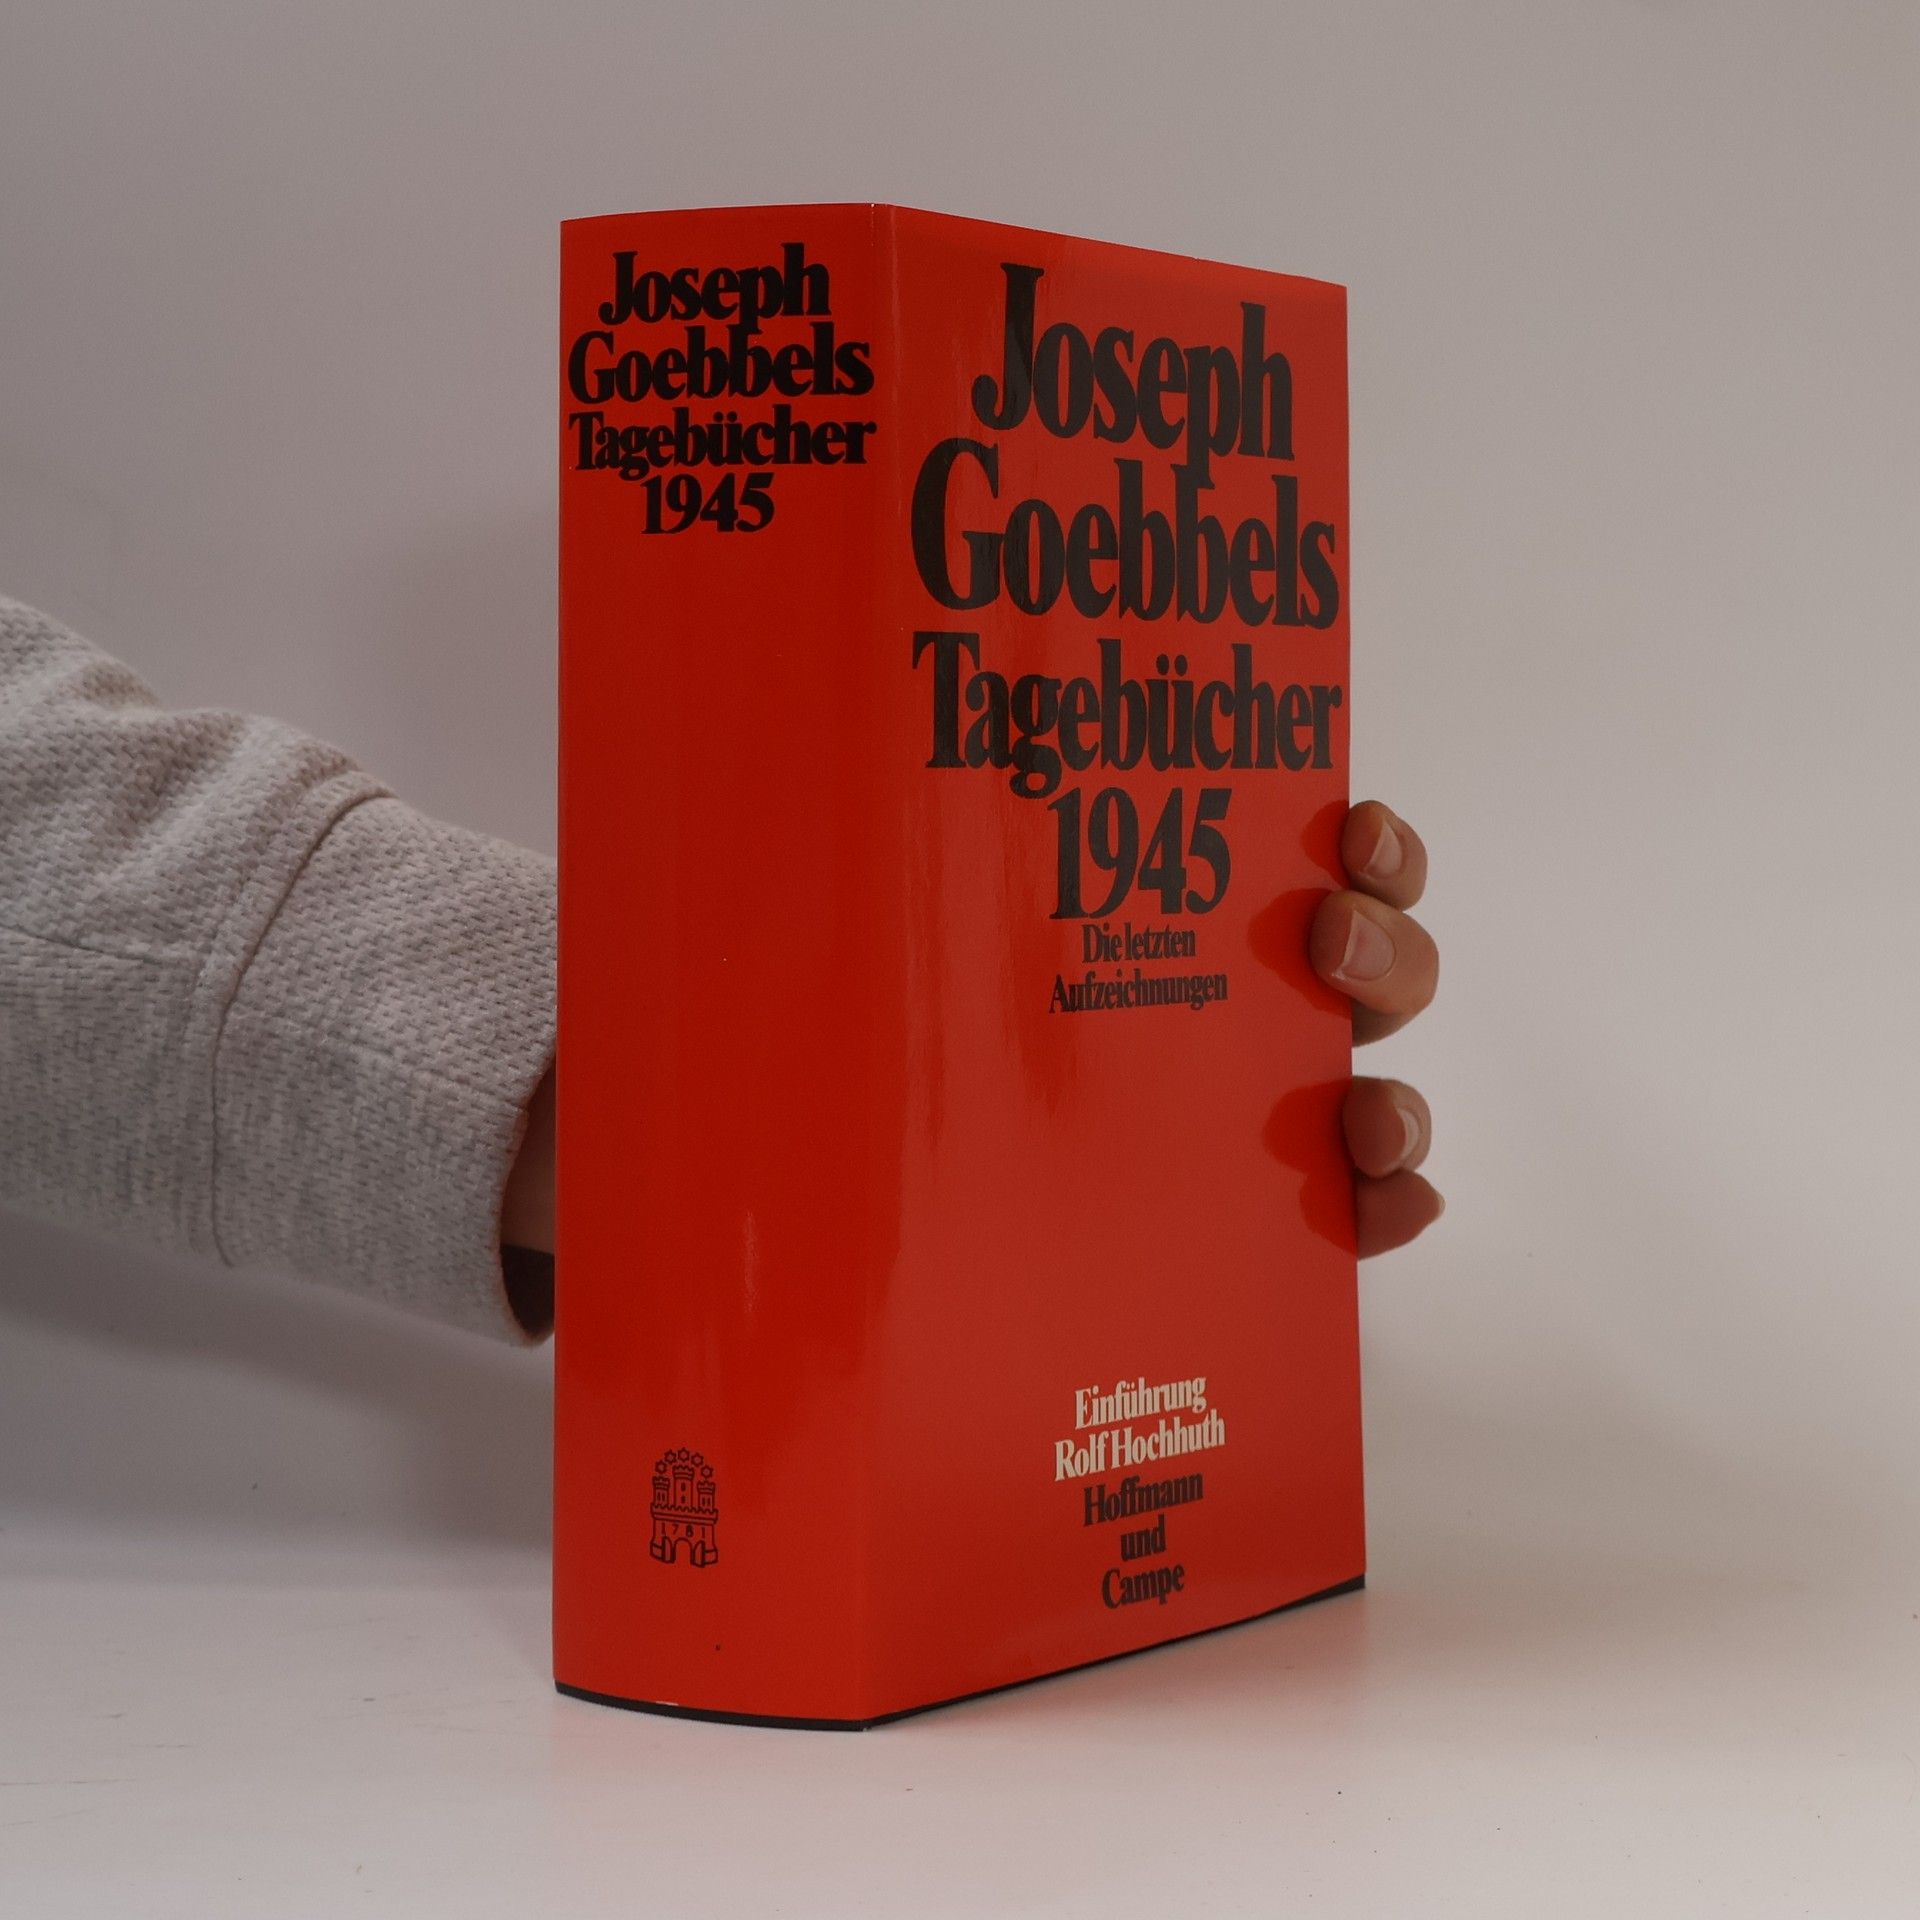 Joseph
Goebbels
Tagebücher
1945
1781
Joseph
Goebbels
Tagebücher
1945
Die letzten
Aufzeichnungen
Einführung
Rolf Hochhuth
Hoffmann
und
Campe